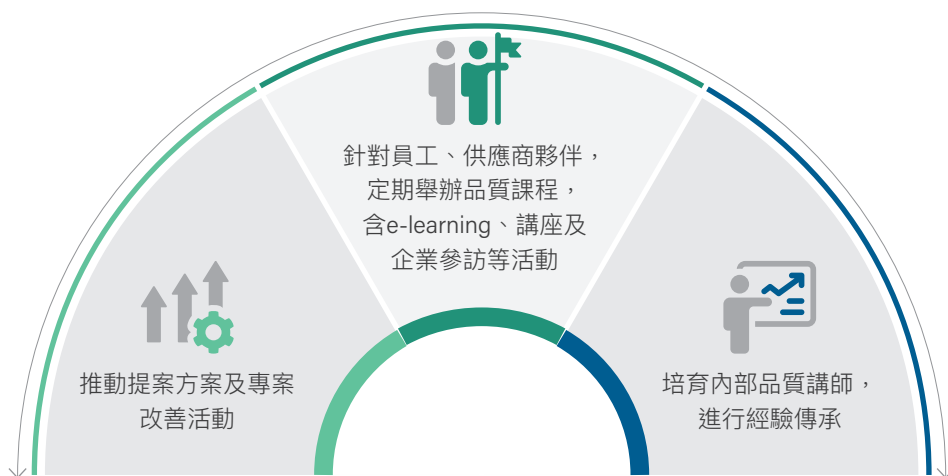 針對員工、供應商夥伴，
定期舉辦品質課程，
含e-learning、講座及
企業參訪等活動
推動提案方案及專案
改善活動
培育內部品質講師，
進行經驗傳承